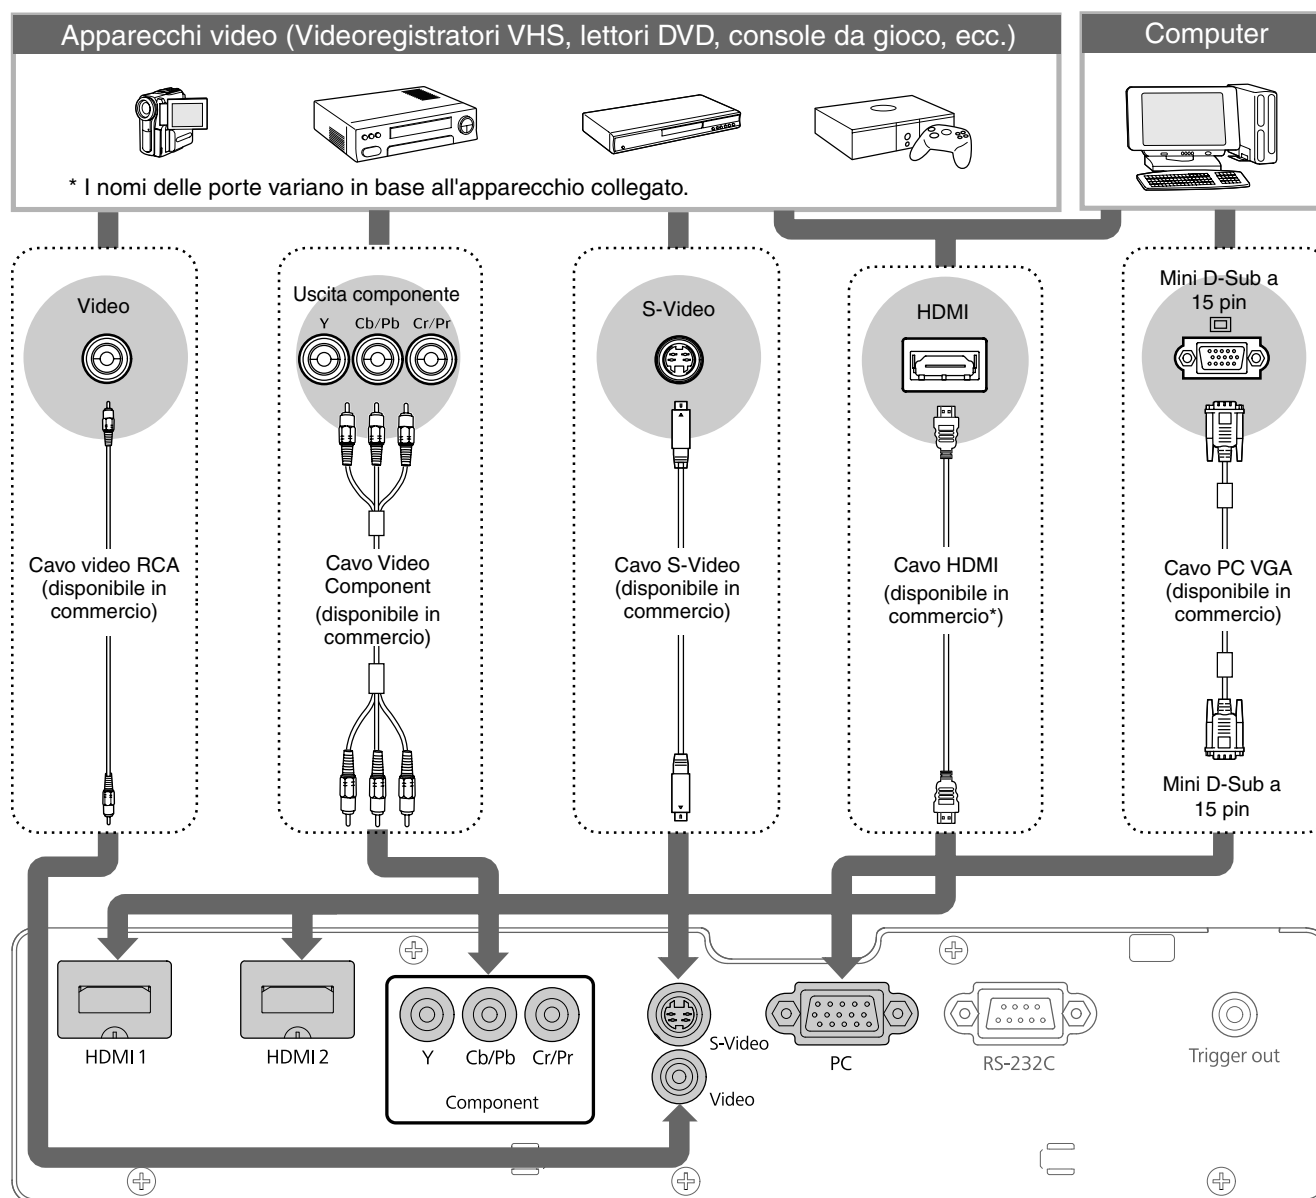 Apparecchi video (Videoregistratori VHS, lettori DVD, console da gioco, ecc.)
Computer
* I nomi delle porte variano in base all'apparecchio collegato.
Video
Uscita componente
Y Cb/Pb Cr/Pr
S-Video
HDMI
Mini D-Sub a
15 pin
Cavo video RCA
(disponibile in
commercio)
Cavo Video
Component
(disponibile in
commercio)
Cavo S-Video
(disponibile in
commercio)
Cavo HDMI
(disponibile in
commercio*)
Cavo PC VGA
(disponibile in
commercio)
Mini D-Sub a
15 pin
HDMI 1
HDMI 2
Y Cb/Pb Cr/Pr
Component
S-Video
Video
PC
RS-232C
Trigger out